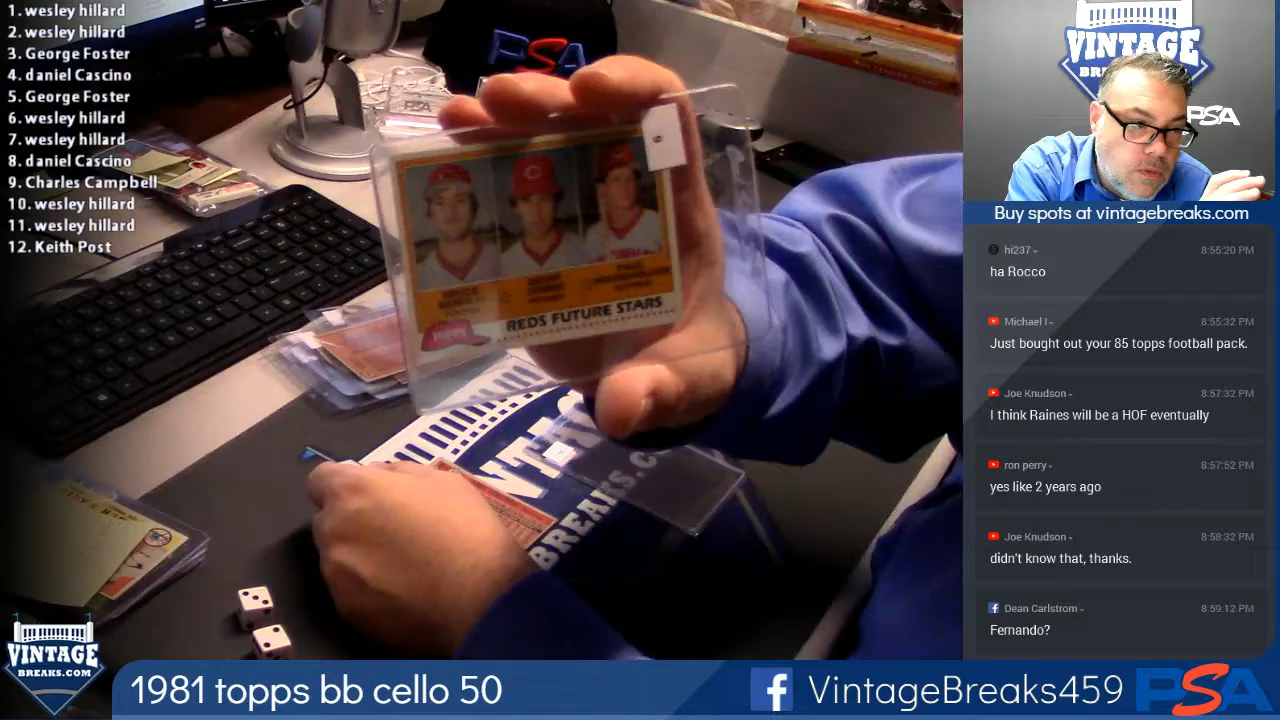 1. wesley hillard
2. wesley hillard
3. George Foster
4. daniel Cascino
5. George Foster
6. wesley hillard
7. wesley hillard
8. daniel Cascino
9. Charles Campbell
10. wesley hillard
11. wesley hillard
12. Keith Post
PSA
PSA
REDS FUTURE STARS
TOPPS
BREAKS.C
VINTAGE
PSA
Buy spots at vintagebreaks.com
hi237
8:55:20 PM
ha Rocco
Michael I
8:55:32 PM
Just bought out your 85 topps football pack.
Joe Knudson
8:57:32 PM
I think Raines will be a HOF eventually
ron perry
8:57:52 PM
yes like 2 years ago
Joe Knudson
8:58:32 PM
didn't know that, thanks.
Dean Carlstrom
8:59:12 PM
Fernando?
VINTAGE
BREAKS.COM
1981 topps bb cello 50
f VintageBreaks459
PSA